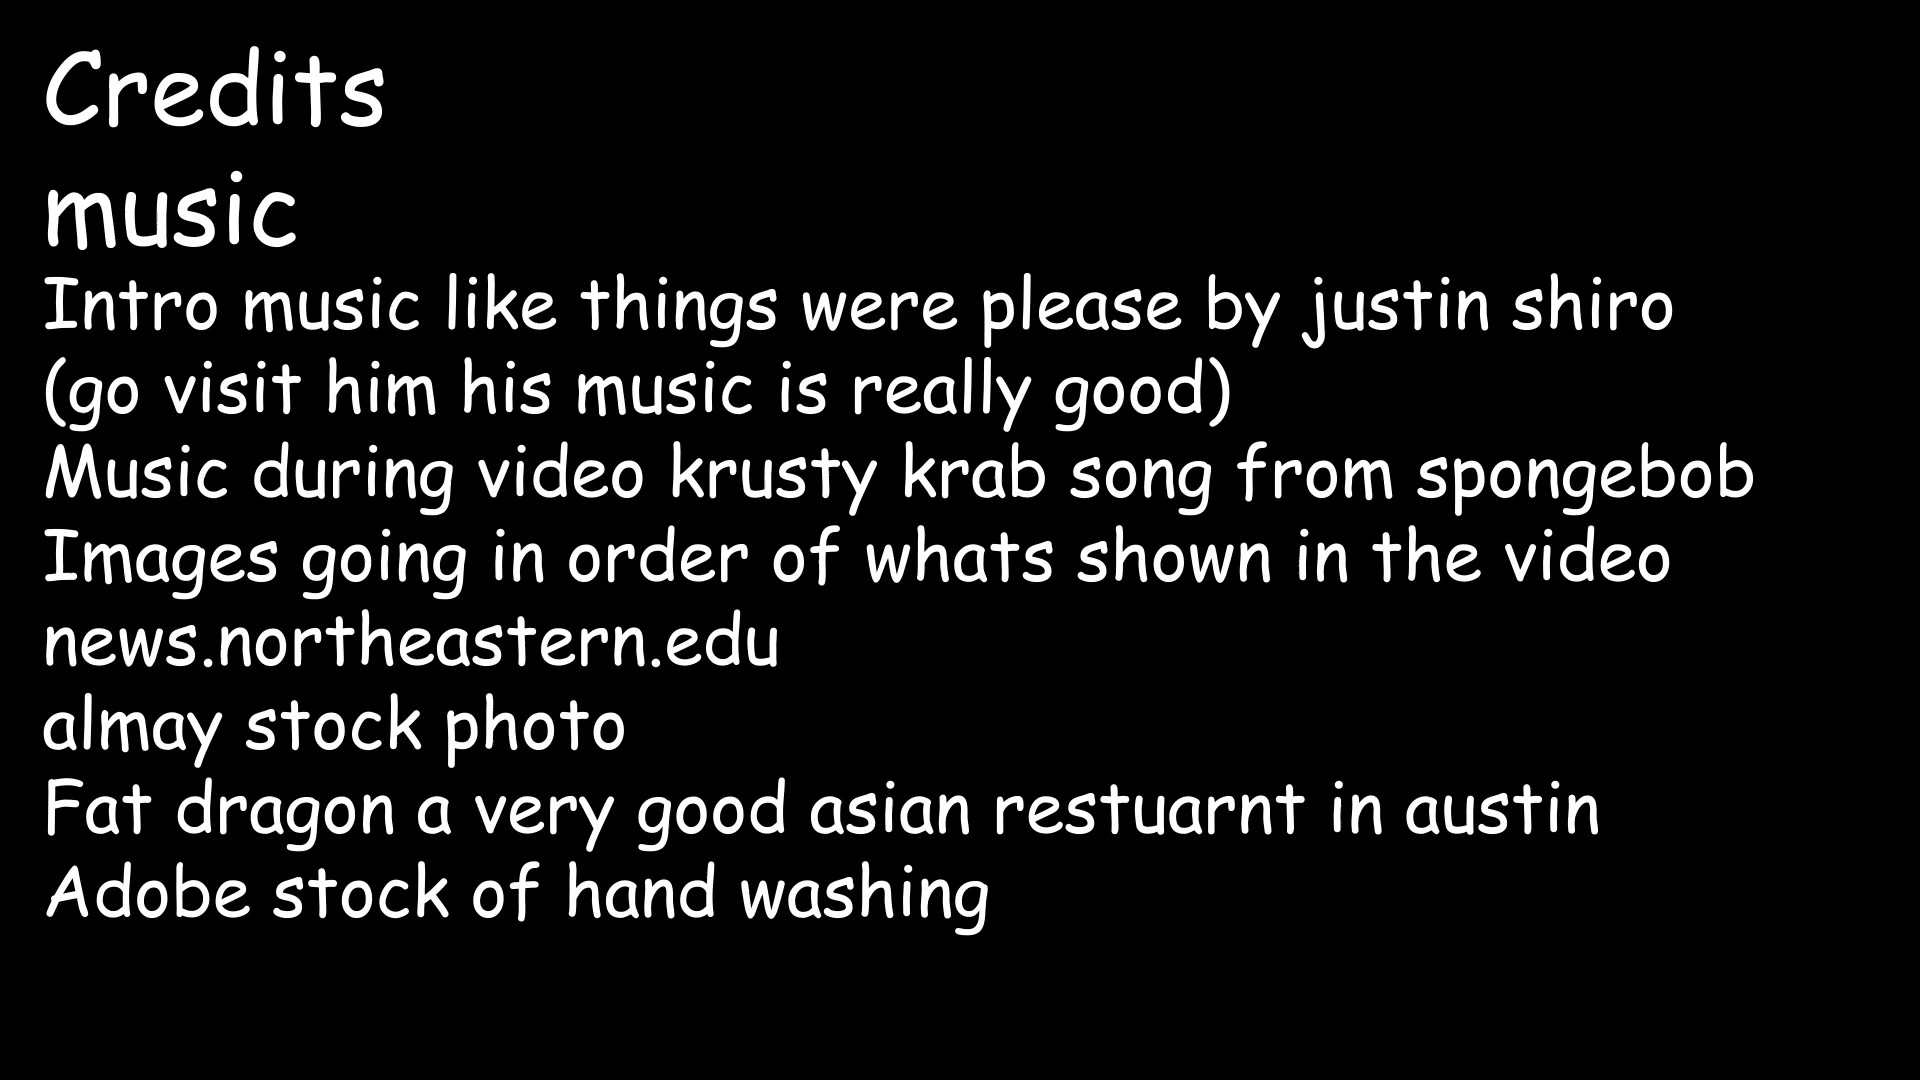 Credits
music
Intro music like things were please by justin shiro
(go visit him his music is really good)
Music during video krusty krab song from spongebob
Images going in order of whats shown in the video
news.northeastern.edu
almay stock photo
Fat dragon a very good asian restuarnt in austin
Adobe stock of hand washing